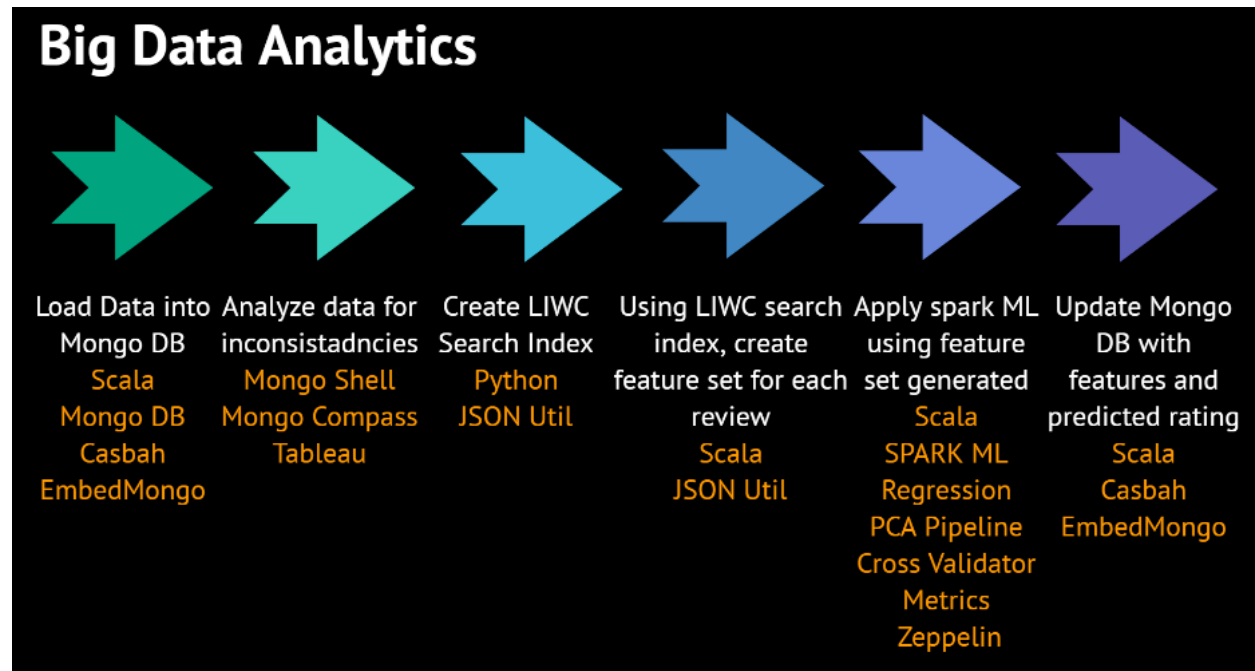 Big Data Analytics
Load Data into
Mongo DB
Scala
Mongo DB
Casbah
EmbedMongo
Analyze data for
inconsistadncies
Mongo Shell
Mongo Compass
Tableau
Create LIWC
Search Index
Python
JSON Util
Using LIWC search
index, create
feature set for each
review
Scala
JSON Util
Apply spark ML
using feature
set generated
Scala
SPARK ML
Regression
PCA Pipeline
Cross Validator
Metrics
Zeppelin
Update Mongo
DB with
features and
predicted rating
Scala
Casbah
EmbedMongo